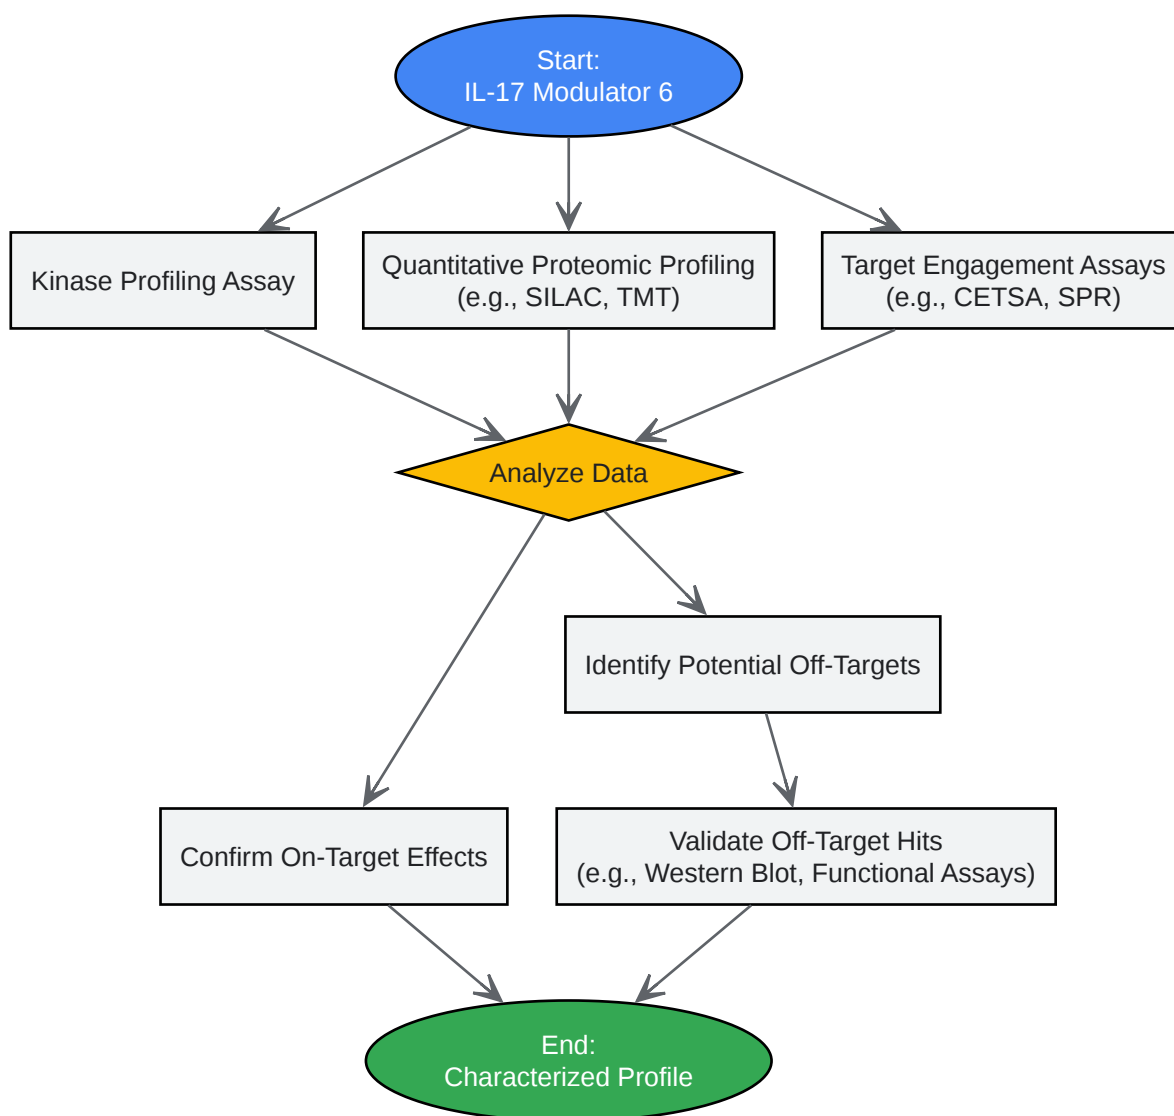 Start:
IL-17 Modulator 6
Kinase Profiling Assay
Quantitative Proteomic Profiling
(e.g., SILAC, TMT)
Target Engagement Assays
(e.g., CETSA, SPR)
Analyze Data
Identify Potential Off-Targets
Confirm On-Target Effects
Validate Off-Target Hits
(e.g., Western Blot, Functional Assays)
End:
Characterized Profile